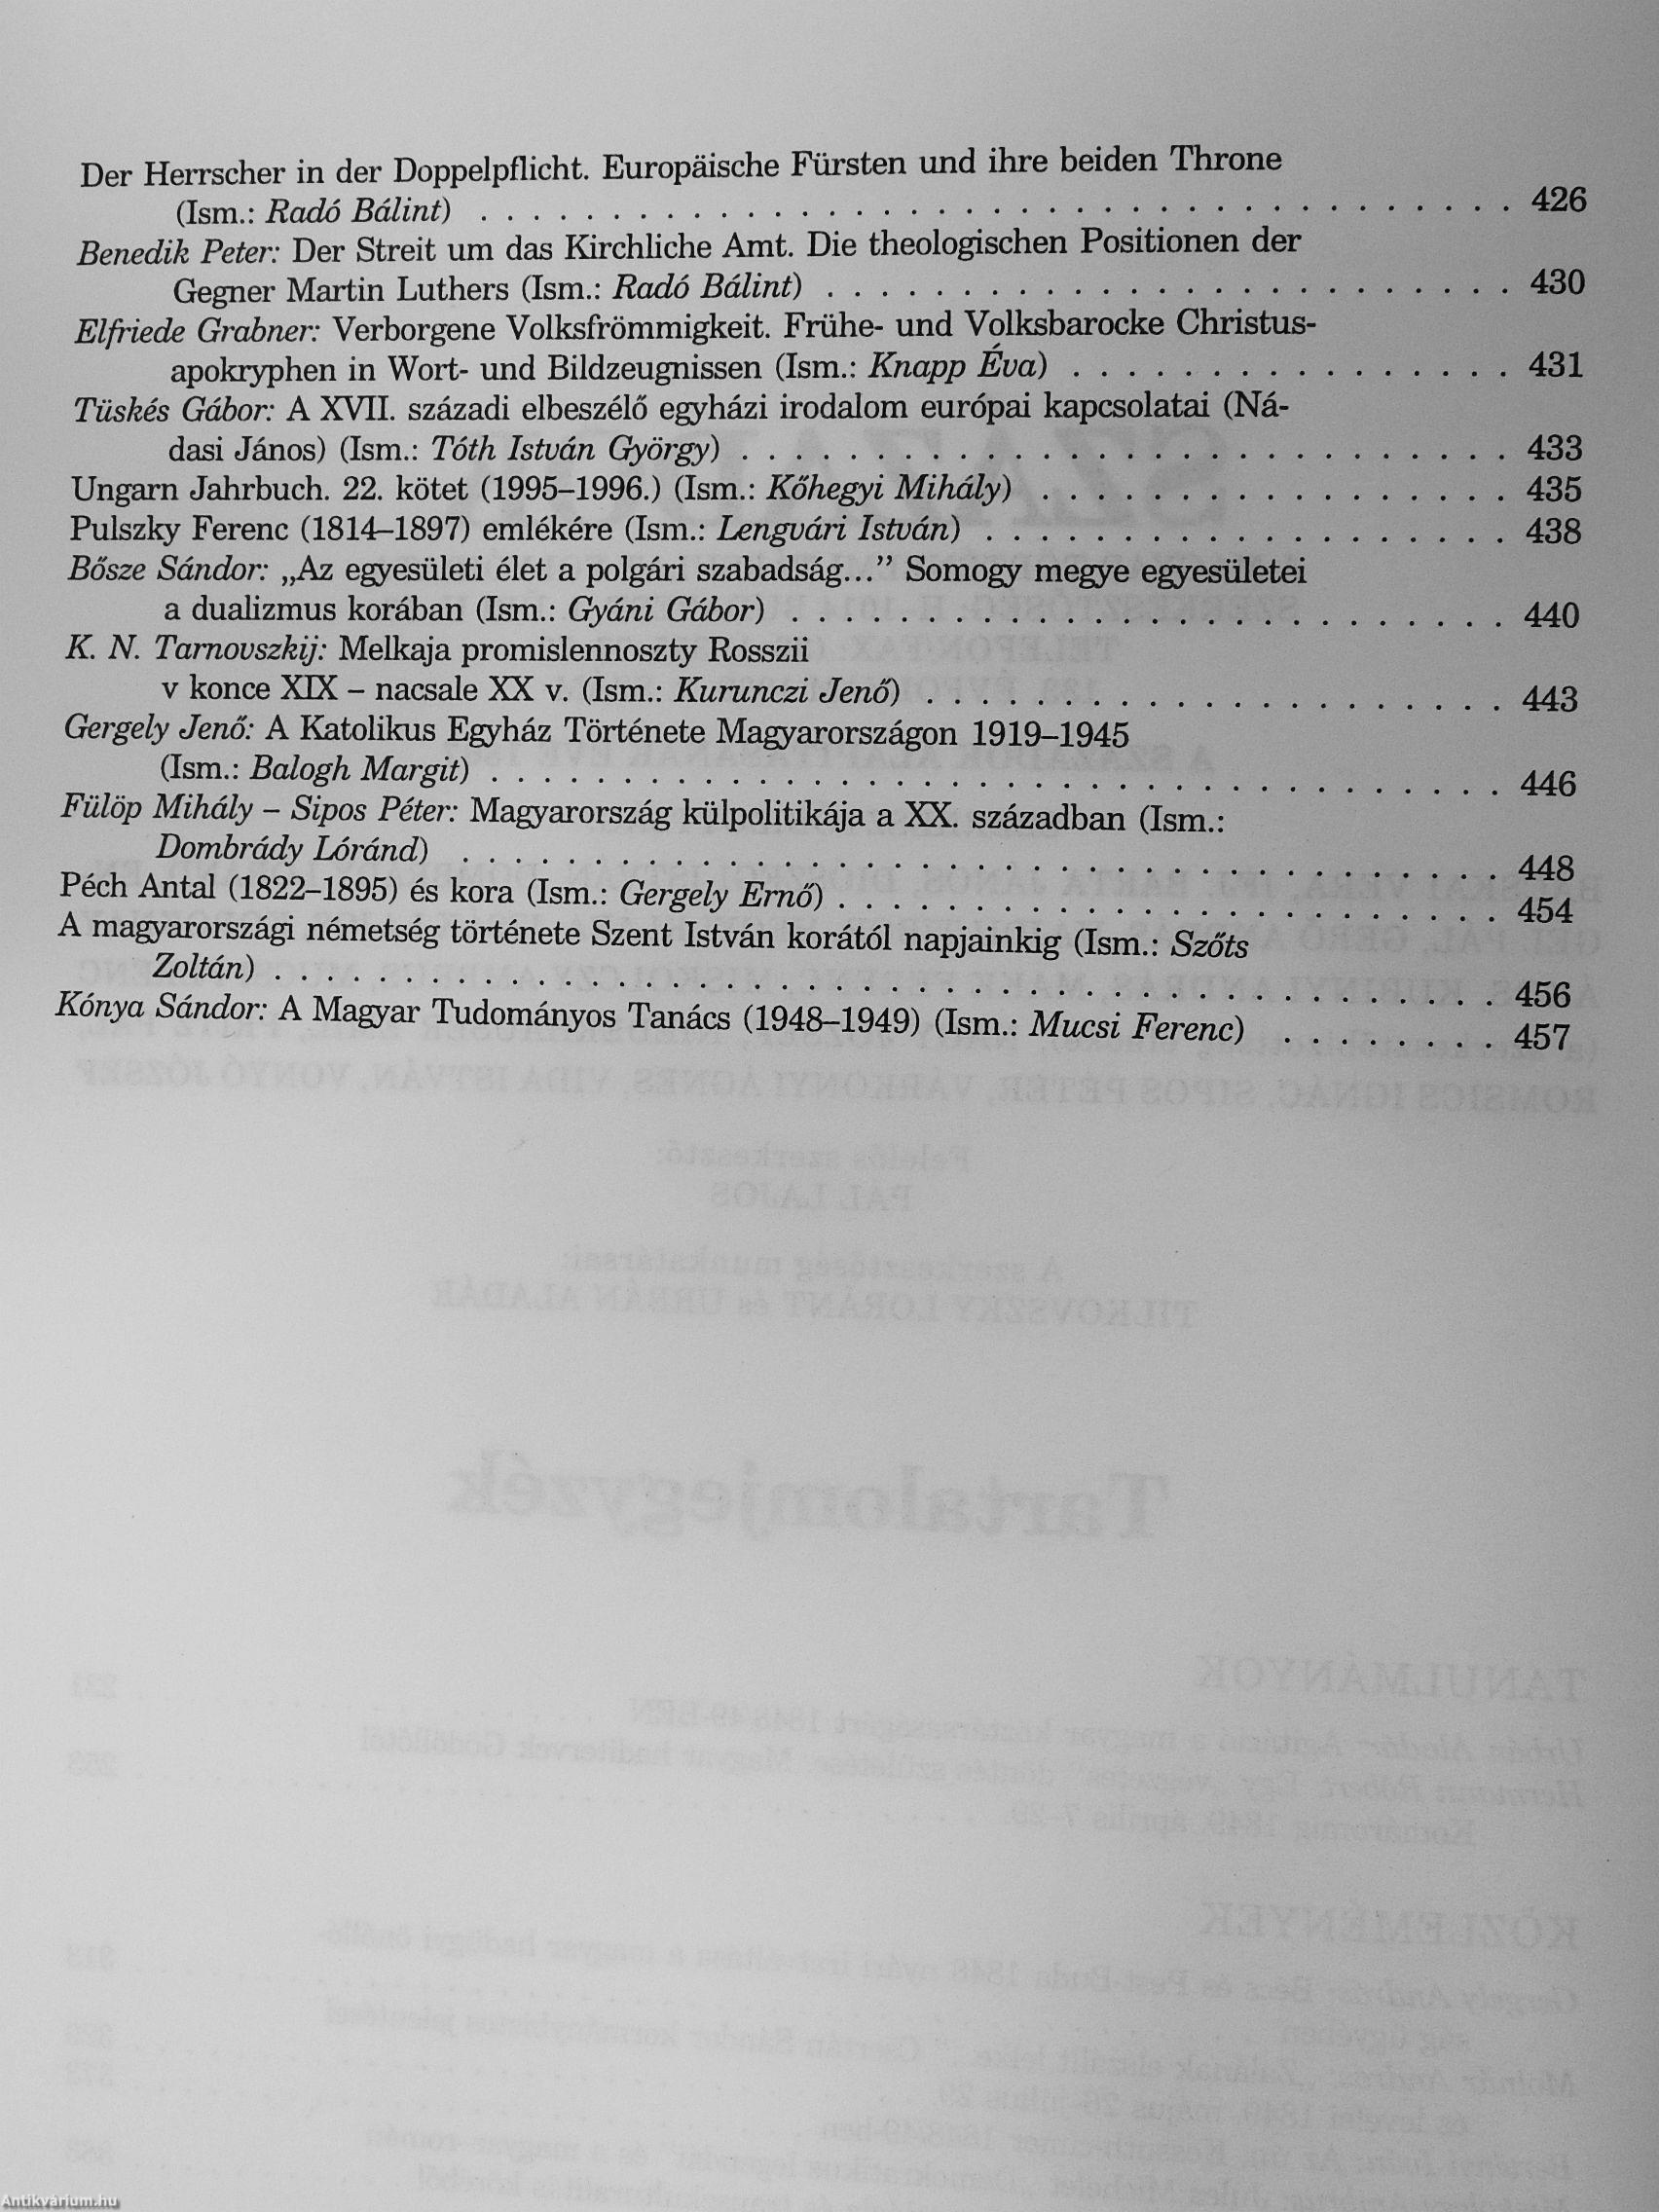 Der Herrscher in der Doppelpflicht. Europäische Fürsten und ihre beiden Throne
(Ism.: Radó Bálint) . . . . . . . . . . . . . . . . . . . . . . . . . . . . . . . . . . . . . . . 426
Benedik Peter: Der Streit um das Kirchliche Amt. Die theologischen Positionen der
Gegner Martin Luthers (Ism.: Radó Bálint) . . . . . . . . . . . . . . . . . . . . . . . . . . 430
Elfriede Grabner: Verborgene Volksfrömmigkeit. Frühe- und Volksbarocke Christus-
apokryphen in Wort- und Bildzeugnissen (Ism.: Knapp Éva) . . . . . . . . . . . . . . . . 431
Tüskés Gábor: A XVII. századi elbeszélő egyházi irodalom európai kapcsolatai (Ná-
dasi János) (Ism.: Tóth István György) . . . . . . . . . . . . . . . . . . . . . . . . . . . . . 433
Ungarn Jahrbuch. 22. kötet (1995–1996.) (Ism.: Kőhegyi Mihály) . . . . . . . . . . . . . . . . . . 435
Pulszky Ferenc (1814–1897) emlékére (Ism.: Lengvári István) . . . . . . . . . . . . . . . . . . . . 438
Bősze Sándor: „Az egyesületi élet a polgári szabadság...” Somogy megye egyesületei
a dualizmus korában (Ism.: Gyáni Gábor) . . . . . . . . . . . . . . . . . . . . . . . . . . . 440
K. N. Tarnovszkij: Melkaja promislennoszty Rosszii
v konce XIX – nacsale XX v. (Ism.: Kurunczi Jenő) . . . . . . . . . . . . . . . . . . . . . . 443
Gergely Jenő: A Katolikus Egyház Története Magyarországon 1919–1945
(Ism.: Balogh Margit) . . . . . . . . . . . . . . . . . . . . . . . . . . . . . . . . . . . . . . 446
Fülöp Mihály – Sipos Péter: Magyarország külpolitikája a XX. században (Ism.:
Dombrády Lóránd) . . . . . . . . . . . . . . . . . . . . . . . . . . . . . . . . . . . . . . . 448
Péch Antal (1822–1895) és kora (Ism.: Gergely Ernő) . . . . . . . . . . . . . . . . . . . . . . . . . 454
A magyarországi németség története Szent István korától napjainkig (Ism.: Szőts
Zoltán) . . . . . . . . . . . . . . . . . . . . . . . . . . . . . . . . . . . . . . . . . . . . . . 456
Kónya Sándor: A Magyar Tudományos Tanács (1948–1949) (Ism.: Mucsi Ferenc) . . . . . . . . 457
Antikvárium.hu